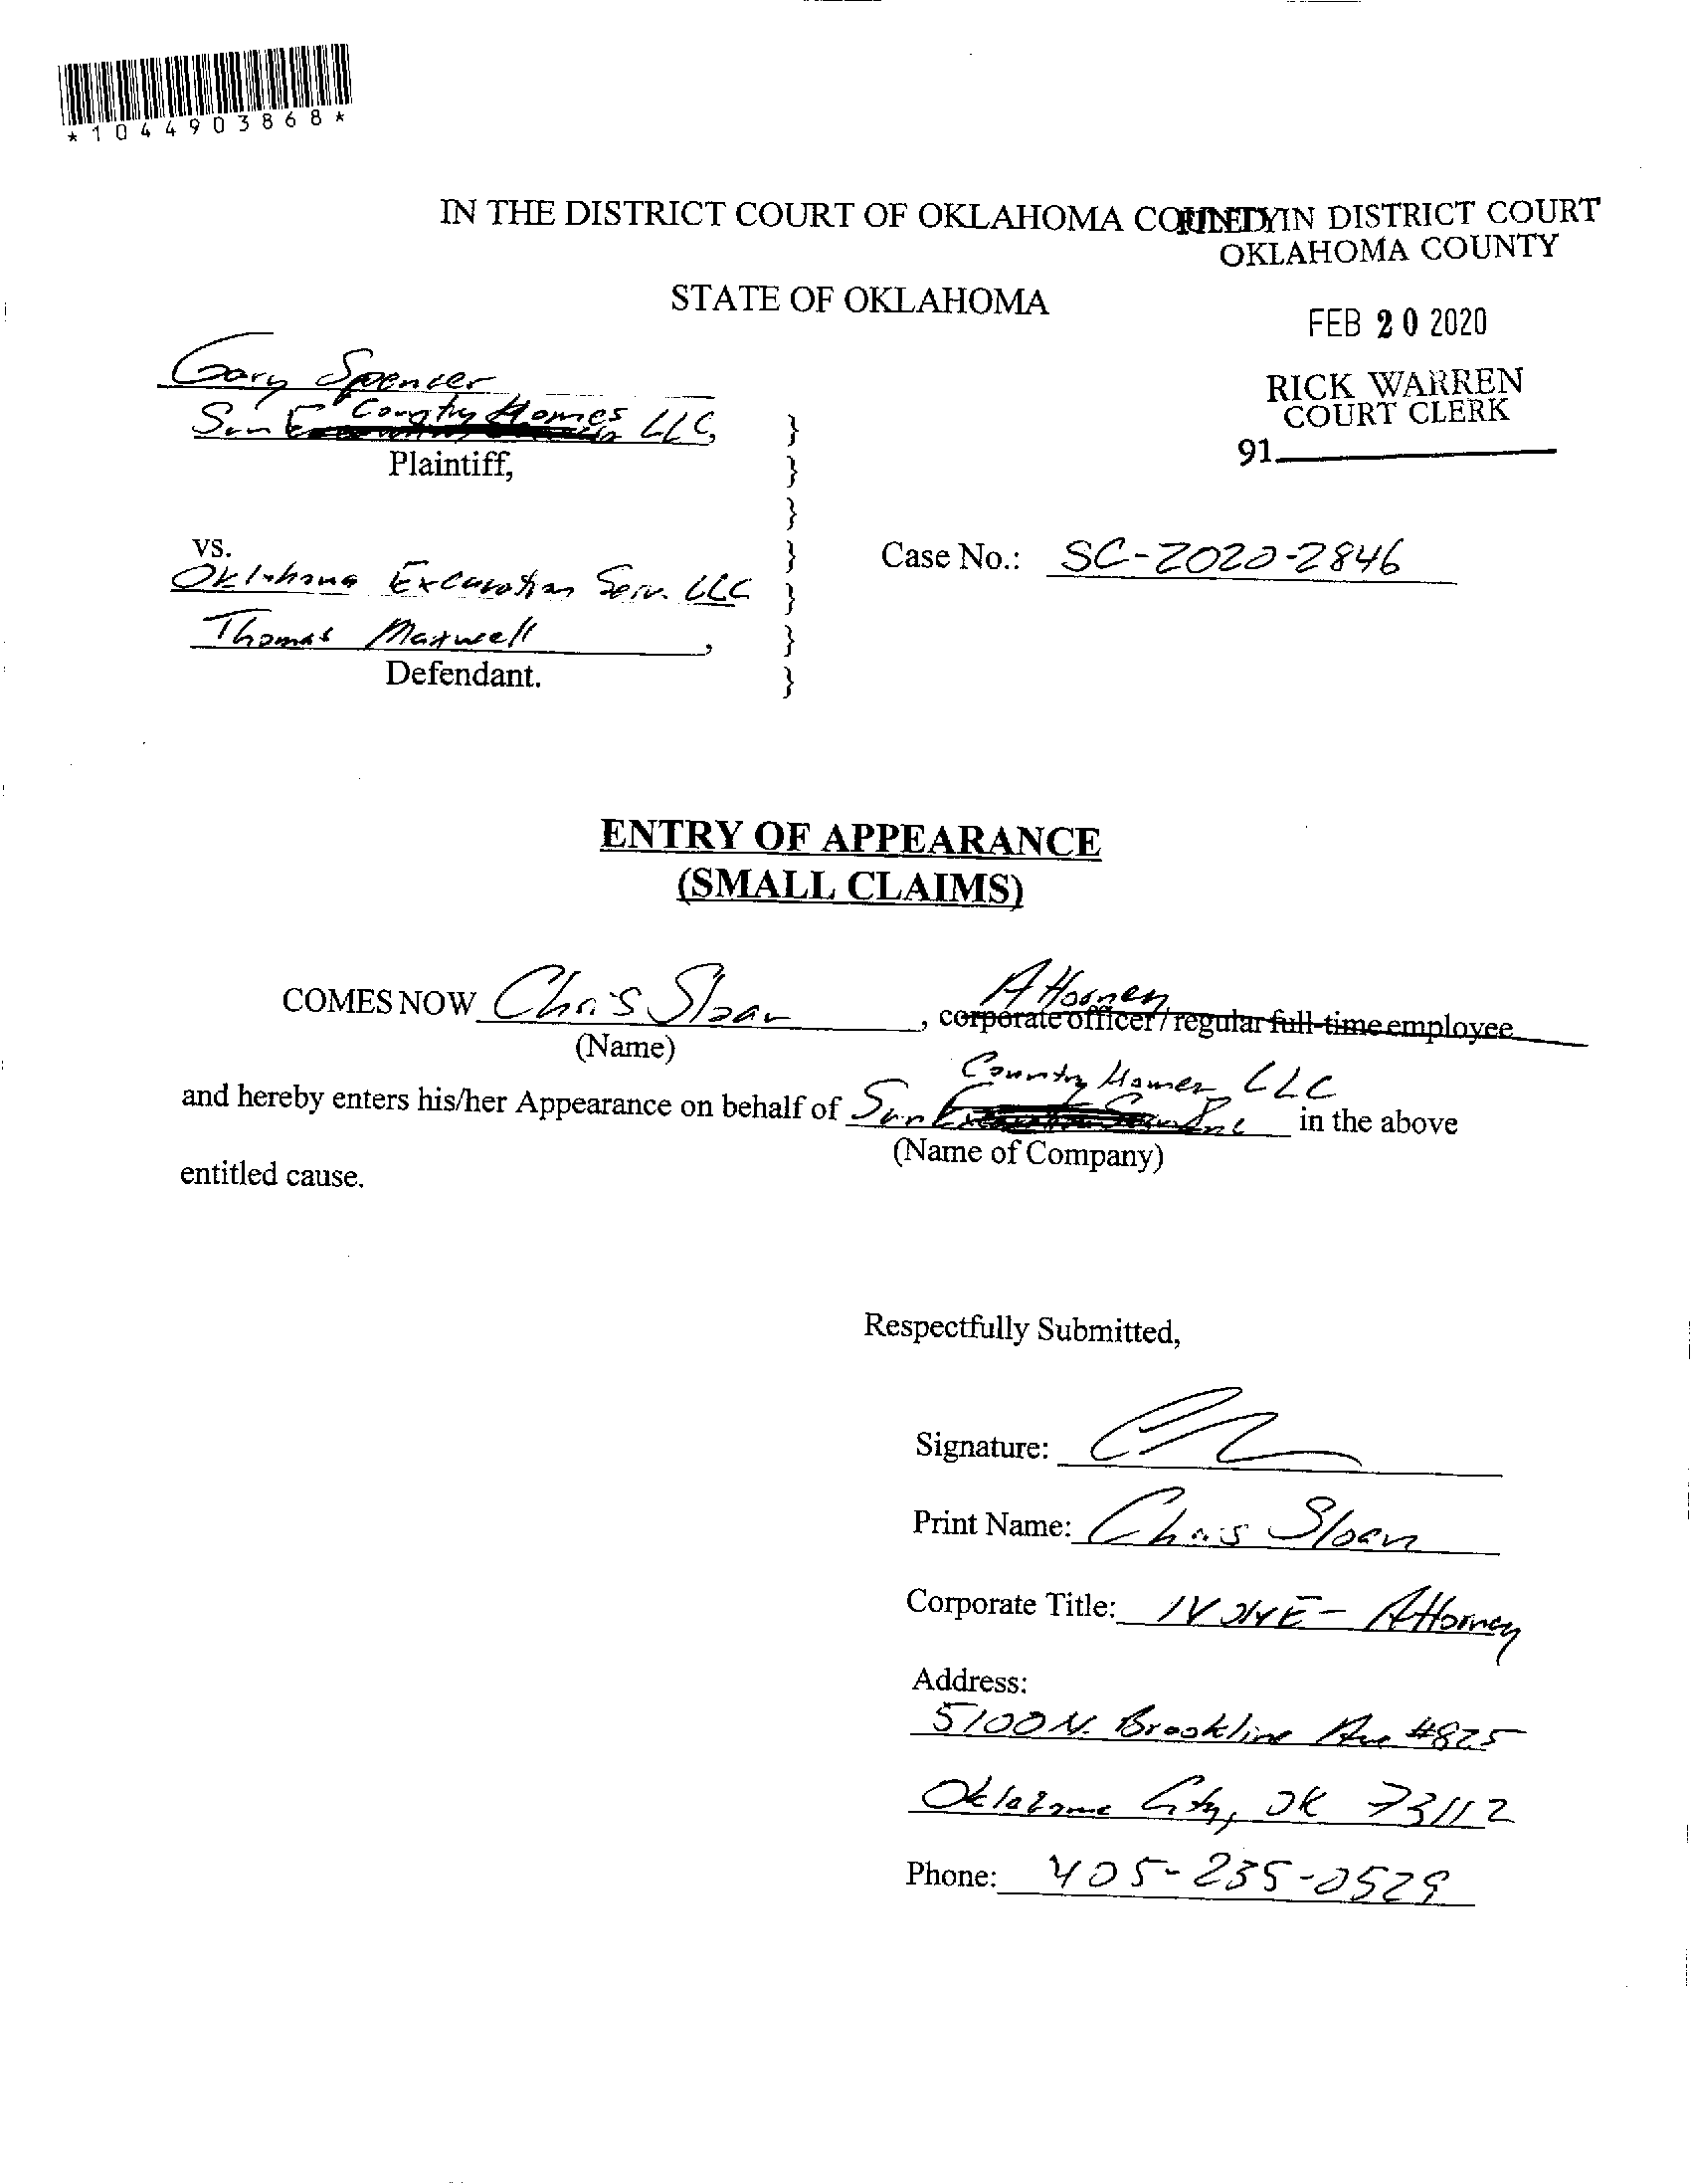 *1044903868*
IN THE DISTRICT COURT OF OKLAHOMA COUNTY
FILED IN DISTRICT COURT
OKLAHOMA COUNTY
STATE OF OKLAHOMA
FEB 20 2020
RICK WARREN
COURT CLERK
91
Gary Spencer
Sun Country Homes LLC,
Plaintiff,
vs.
Case No.: SC-2020-2846
Oklahoma Excavation Serv. LLC
Thomas Maxwell,
Defendant.
}
}
}
}
}
}
}
ENTRY OF APPEARANCE
(SMALL CLAIMS)
Attorney
COMES NOW Chris Sloan, corporate officer / regular full-time employee
(Name)
Country Homes LLC
and hereby enters his/her Appearance on behalf of Sun in the above
(Name of Company)
entitled cause.
Respectfully Submitted,
Signature:
Print Name: Chris Sloan
Corporate Title: NONE - Attorney
Address:
5100 N. Brookline Ave #825
Oklahoma City, OK 73112
Phone: 405-235-0529